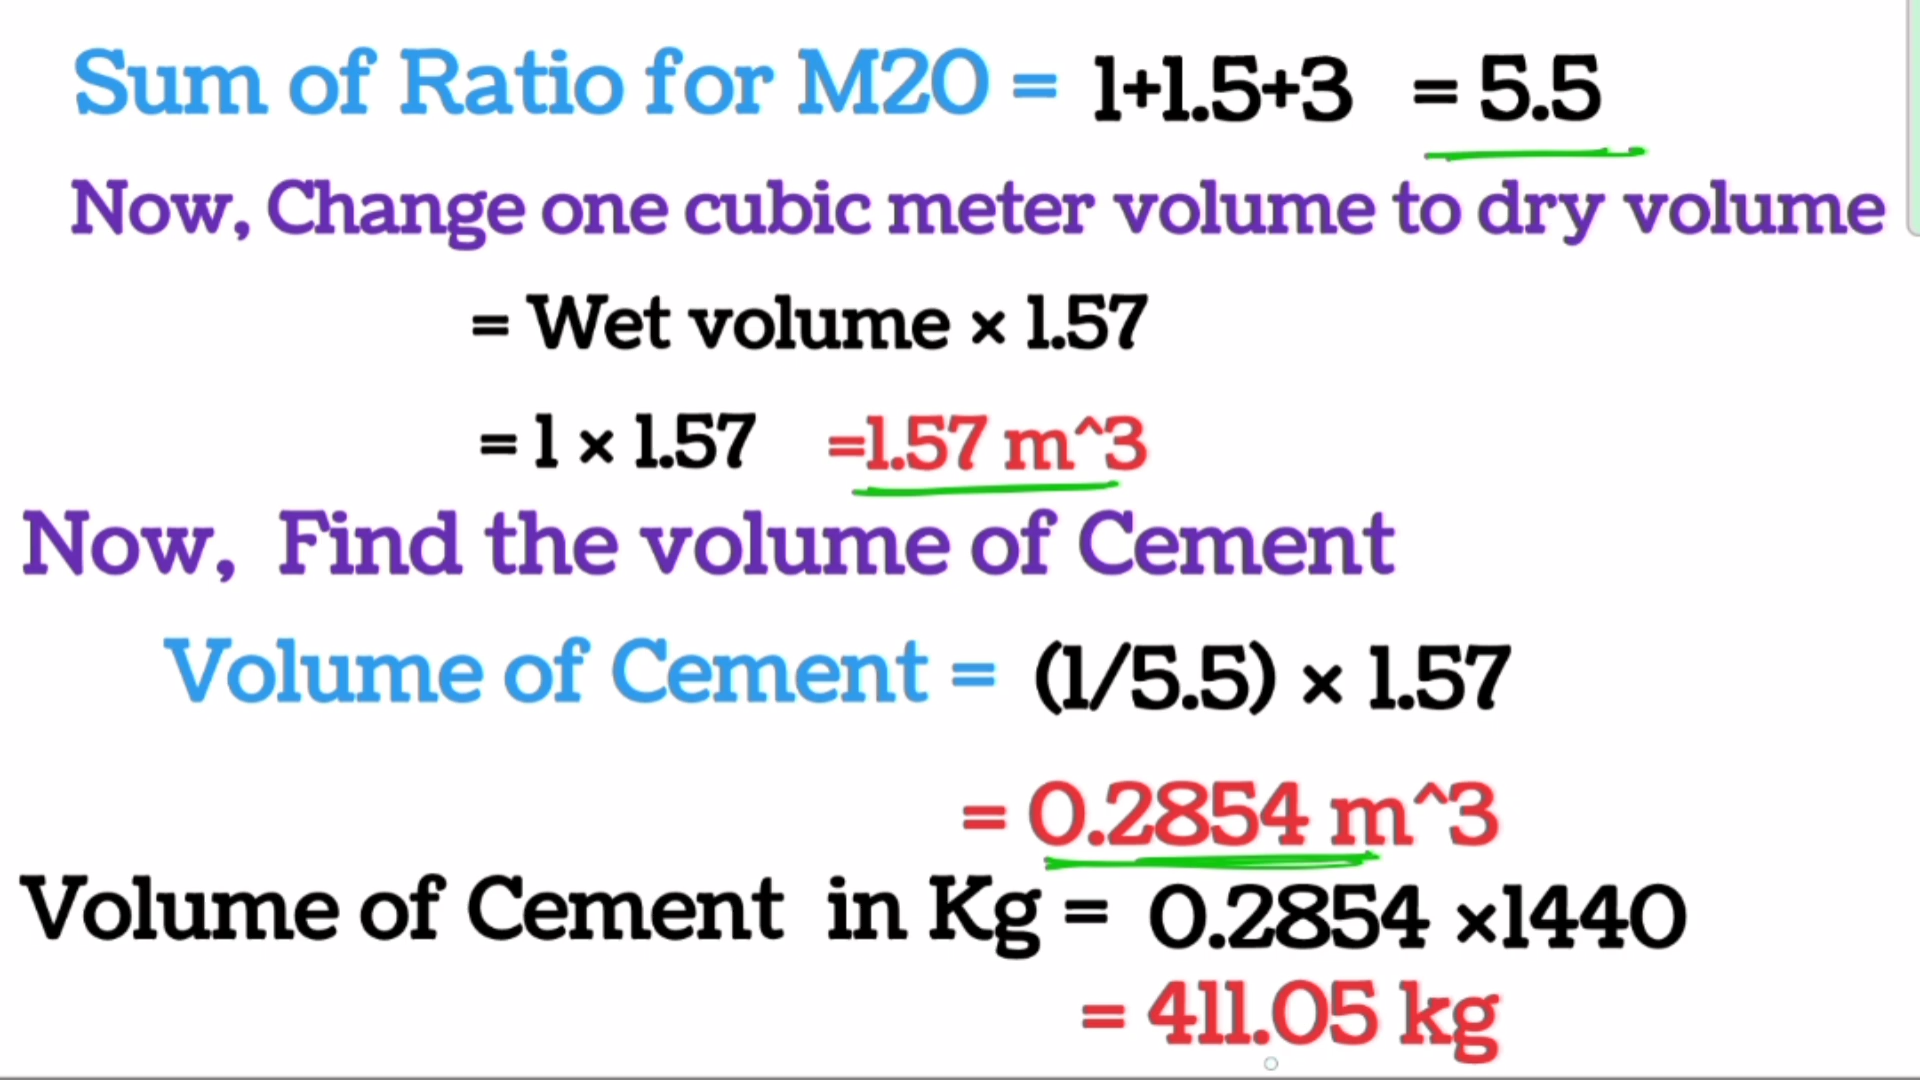 Sum of Ratio for M20 = 1+1.5+3 = 5.5
Now, Change one cubic meter volume to dry volume
= Wet volume × 1.57
= 1 × 1.57 =1.57 m^3
Now, Find the volume of Cement
Volume of Cement = (1/5.5) × 1.57
= 0.2854 m^3
Volume of Cement in Kg = 0.2854 ×1440
= 411.05 kg